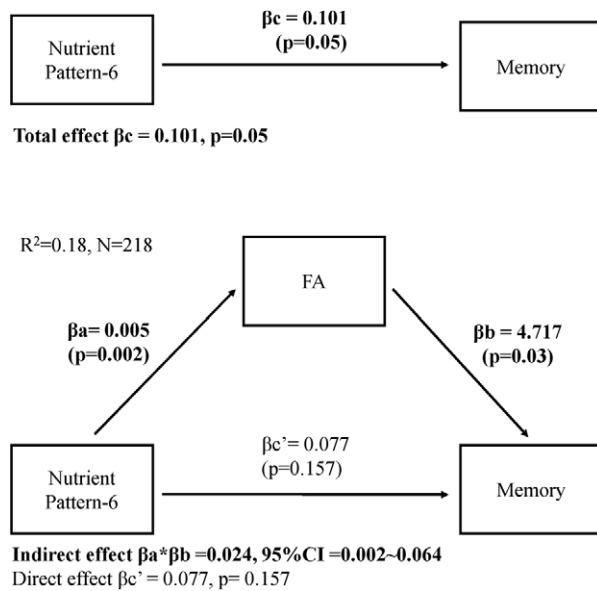 βc = 0.101
(p=0.05)
Nutrient
Pattern-6
Memory
Total effect βc = 0.101, p=0.05
R²=0.18, N=218
FA
βa= 0.005
(p=0.002)
βb = 4.717
(p=0.03)
βc’= 0.077
(p=0.157)
Nutrient
Pattern-6
Memory
Indirect effect βa*βb =0.024, 95%CI =0.002~0.064
Direct effect βc’ = 0.077, p= 0.157